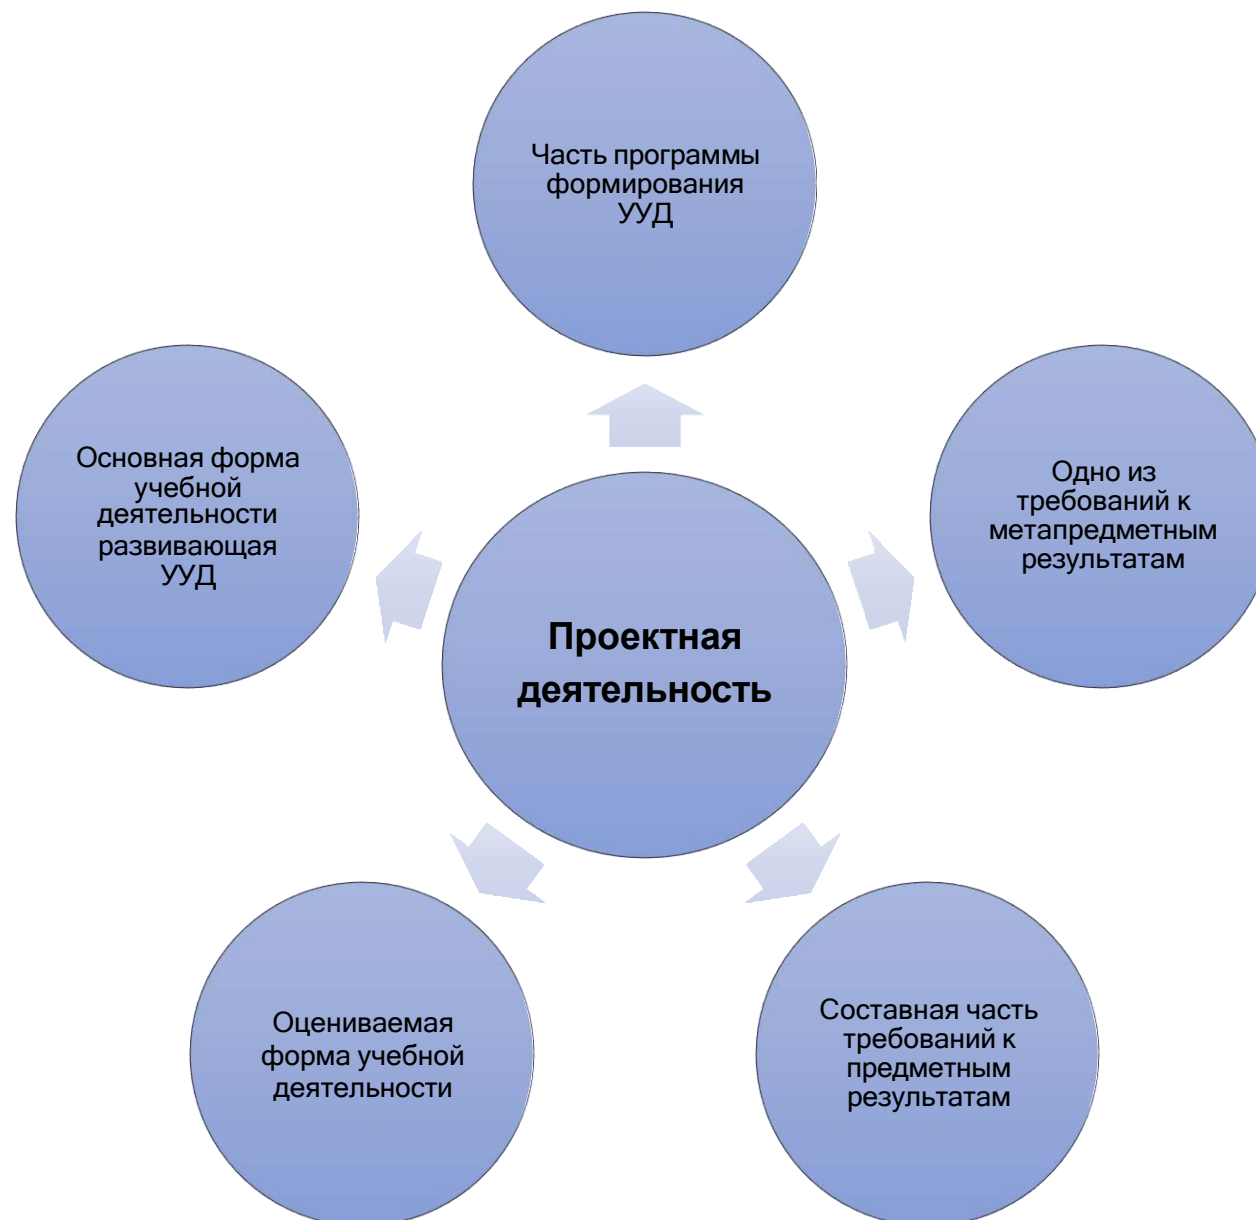 Часть программы
формирования
УУД
Основная форма
учебной
деятельности
развивающая
УУД
Одно из
требований к
метапредметным
результатам
Проектная
деятельность
Оцениваемая
форма учебной
деятельности
Составная часть
требований к
предметным
результатам